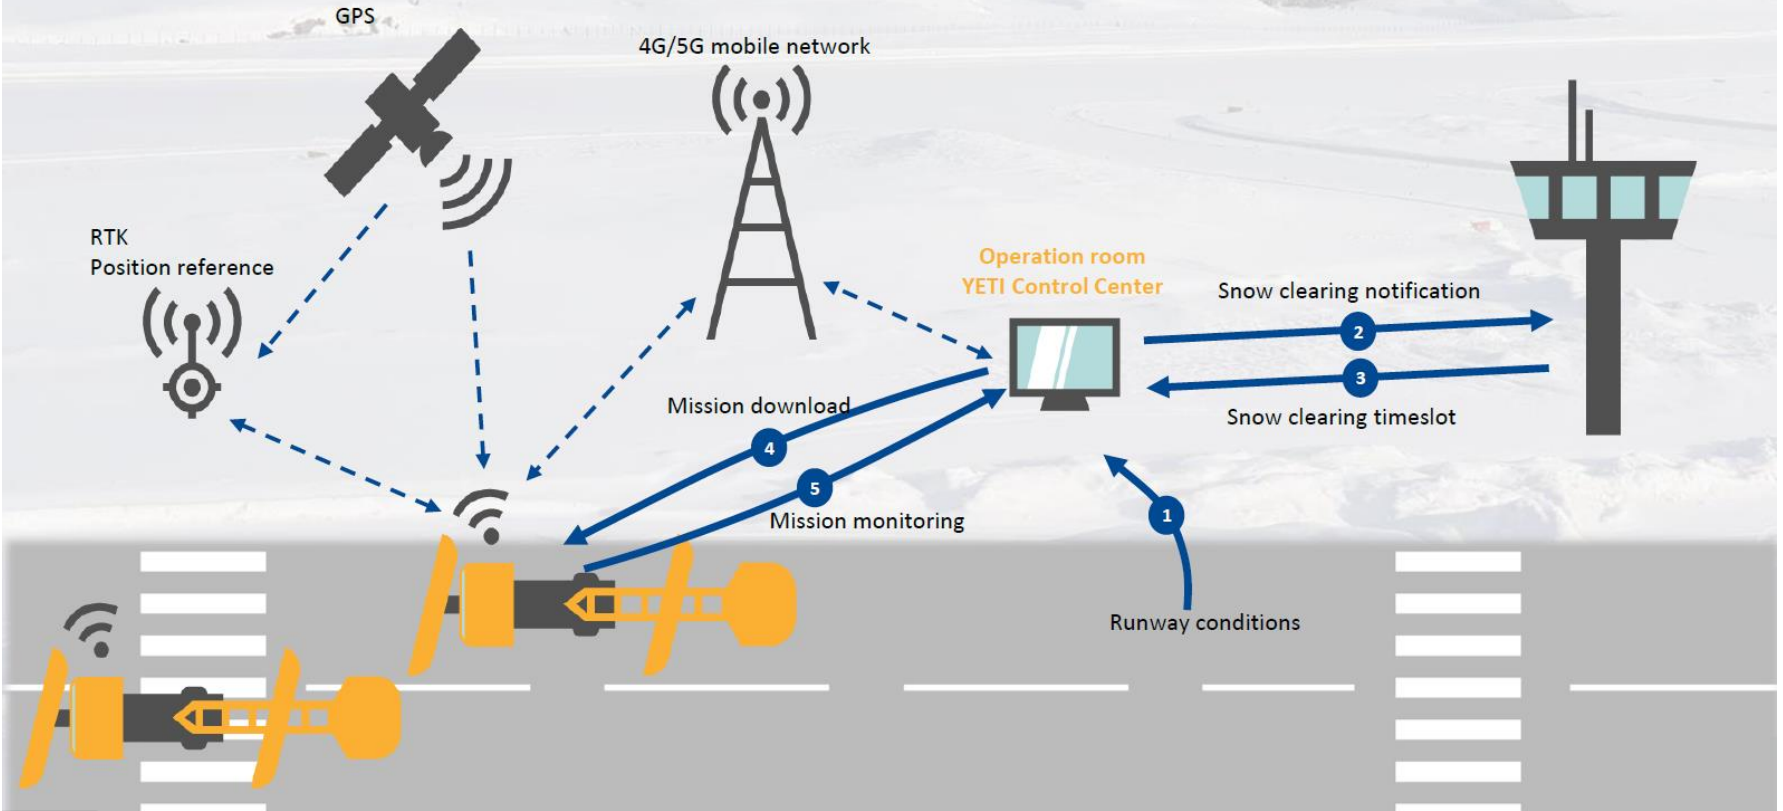 GPS
4G/5G mobile network
RTK
Position reference
Operation room
YETI Control Center
Snow clearing notification
2
3
Snow clearing timeslot
Mission download
4
5
Mission monitoring
1
Runway conditions